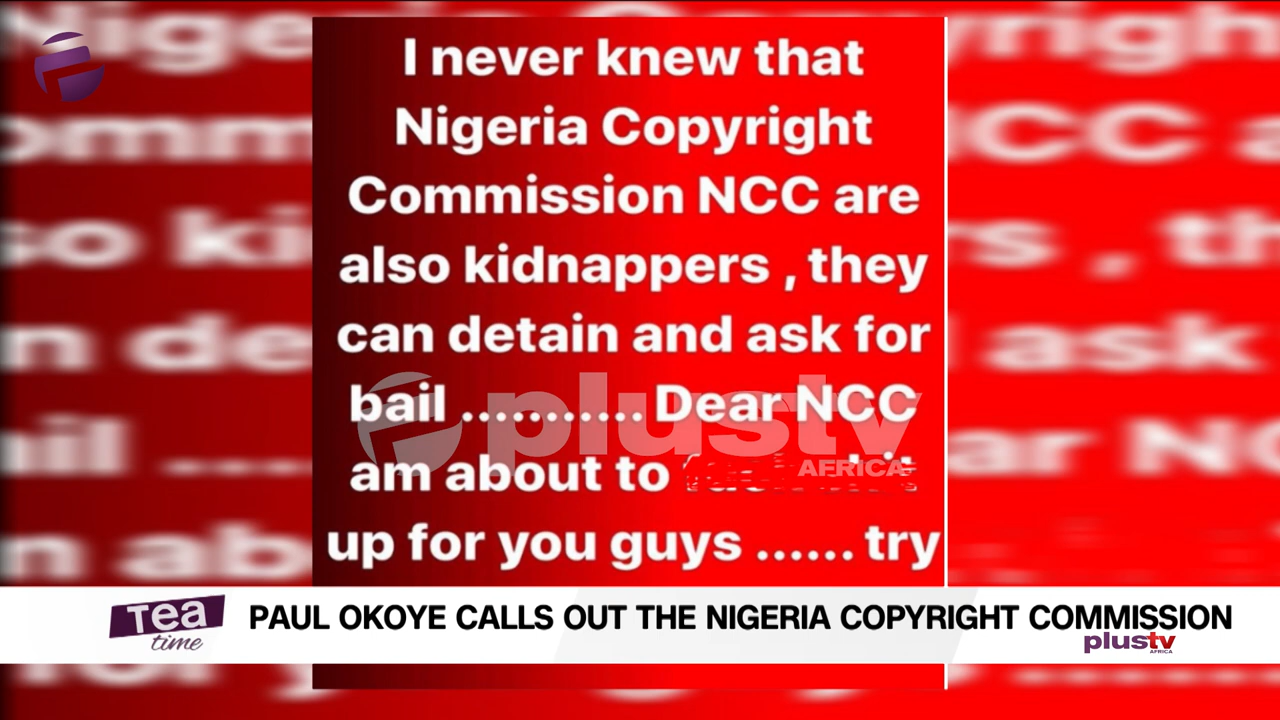 I never knew that
Nigeria Copyright
Commission NCC are
also kidnappers , they
can detain and ask for
bail ........... Dear NCC
am about to
up for you guys ...... try
plustv
AFRICA
Tea
time
PAUL OKOYE CALLS OUT THE NIGERIA COPYRIGHT COMMISSION
plustv
AFRICA